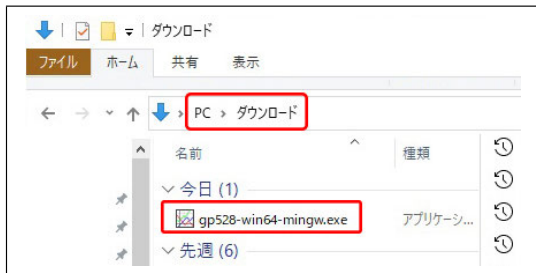 ダウンロード
ファイル ホーム 共有 表示
PC › ダウンロード
名前 種類
今日 (1)
gp528-win64-mingw.exe アプリケーシ...
先週 (6)